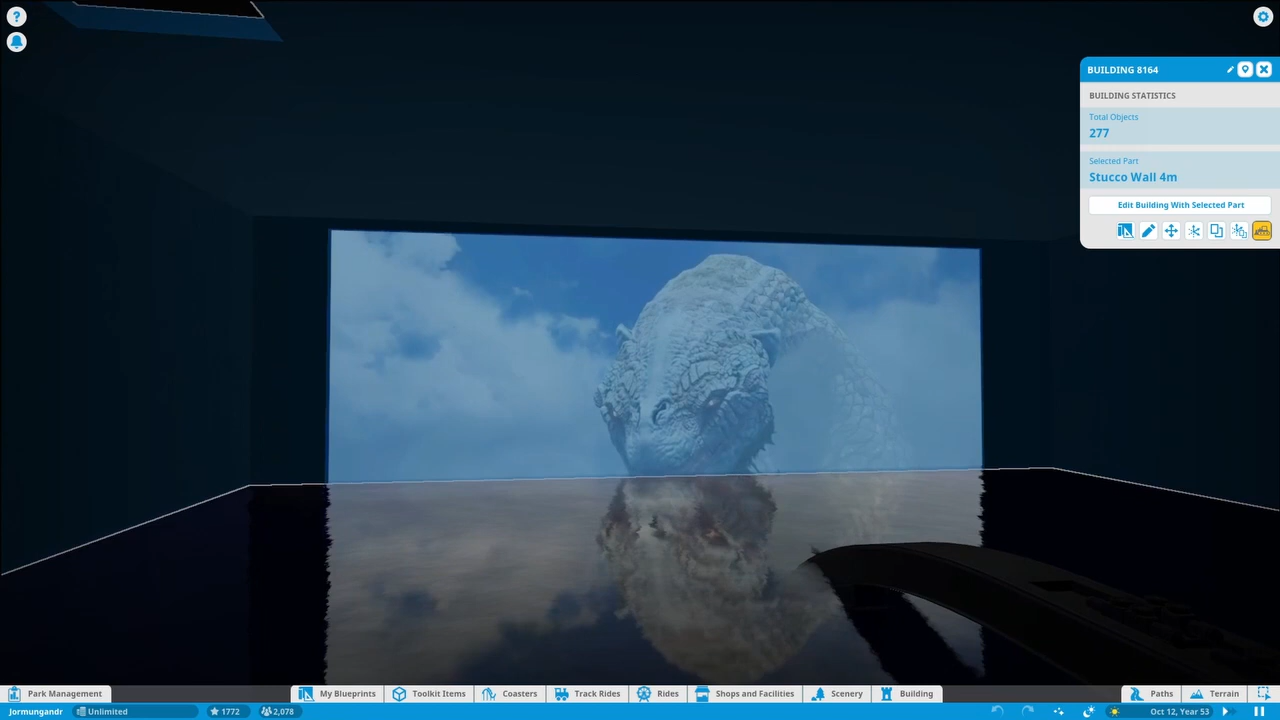 ?
BUILDING 8164
BUILDING STATISTICS
Total Objects
277
Selected Part
Stucco Wall 4m
Edit Building With Selected Part
Park Management
My Blueprints
Toolkit Items
Coasters
Track Rides
Rides
Shops and Facilities
Scenery
Building
Paths
Terrain
Jormungandr
Unlimited
1772
2,078
Oct 12, Year 53